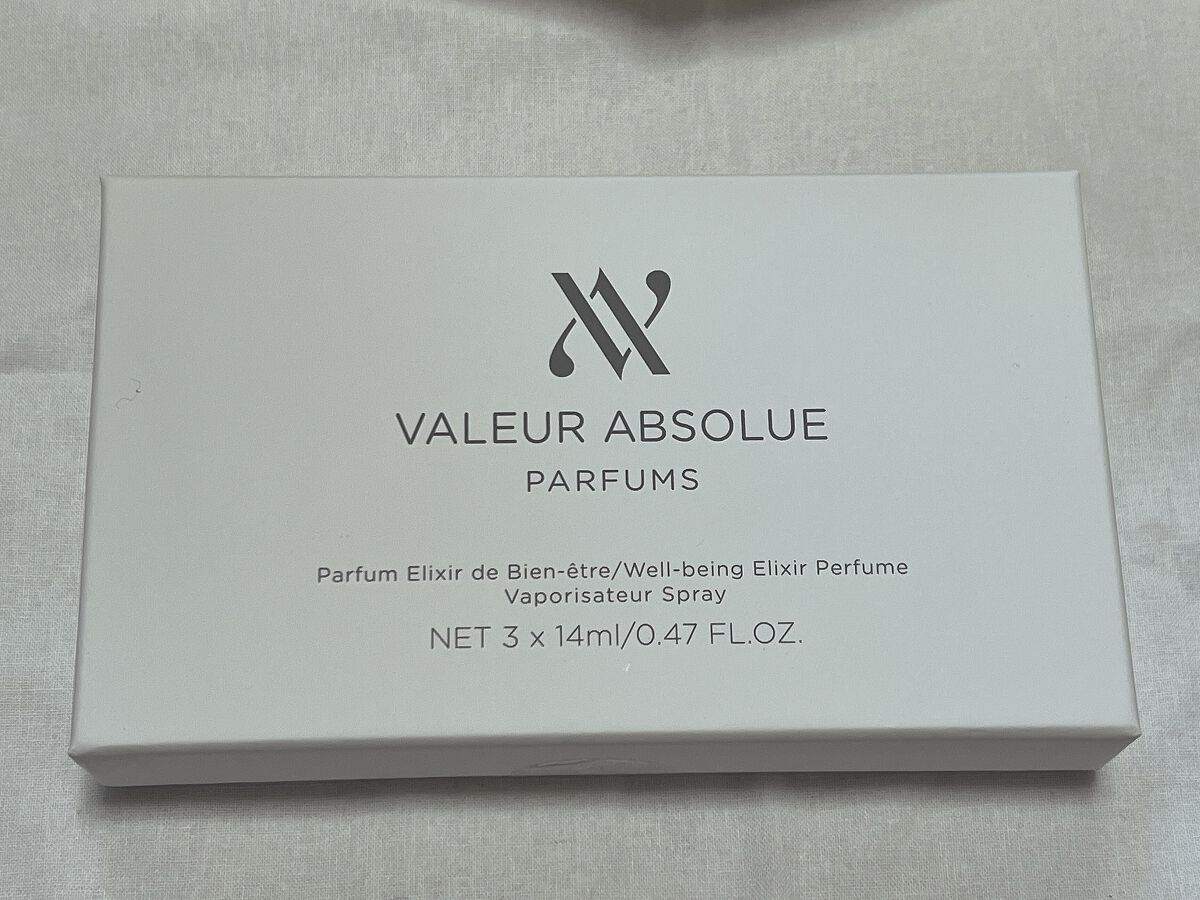 VALEUR ABSOLUE
PARFUMS
Parfum Elixir de Bien-être/Well-being Elixir Perfume
Vaporisateur Spray
NET 3 x 14ml/0.47 FL.OZ.